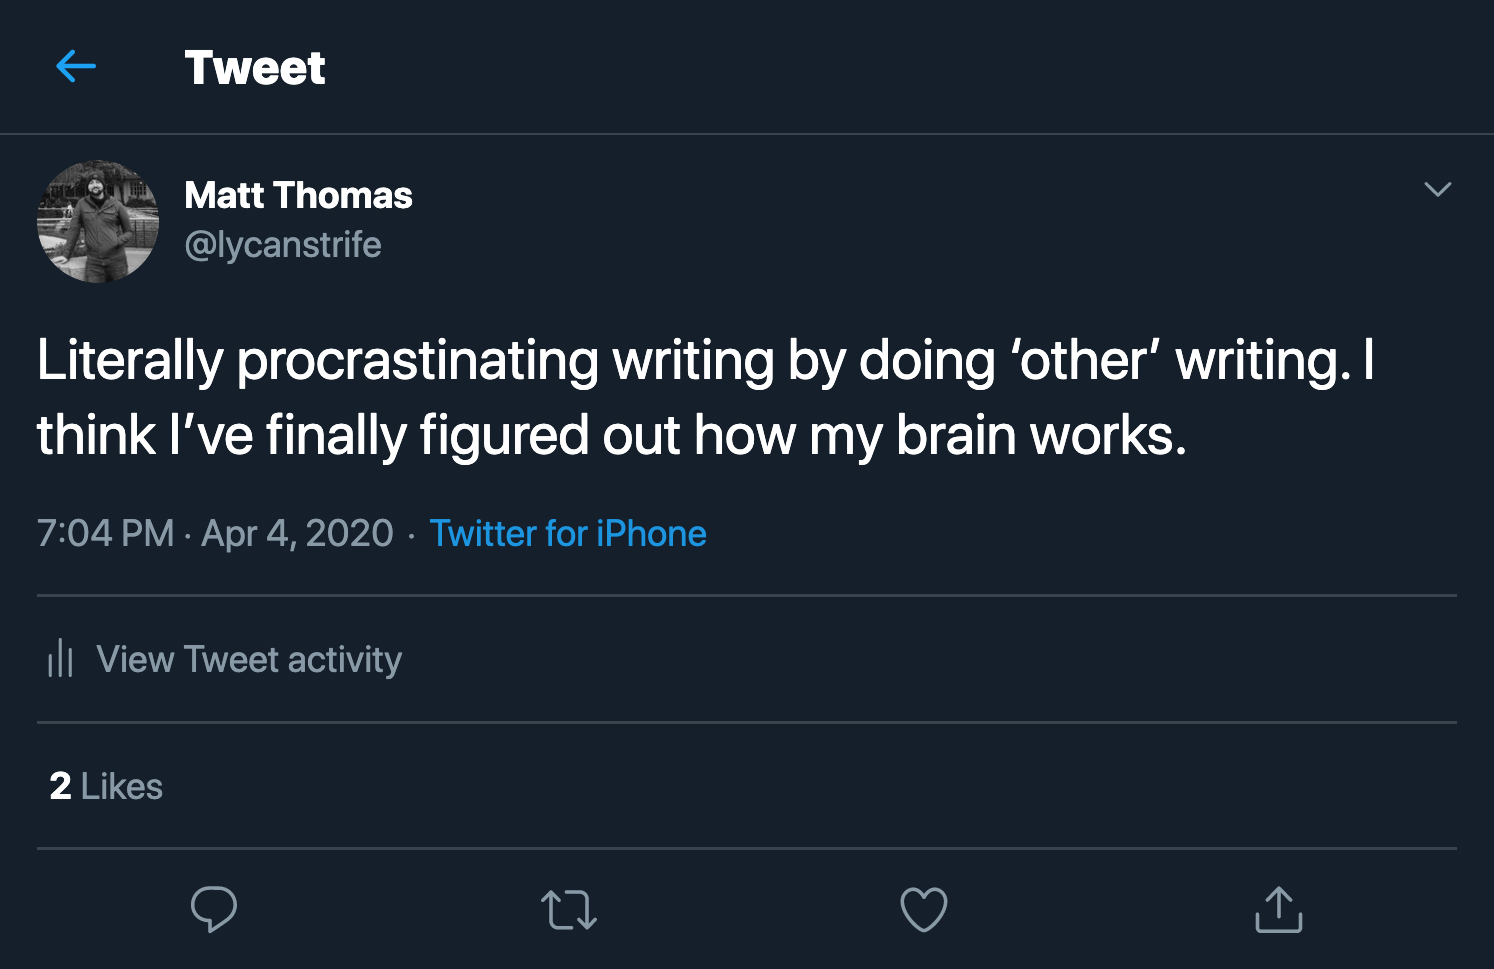 Tweet
Matt Thomas
@lycanstrife
Literally procrastinating writing by doing ‘other’ writing. I
think I’ve finally figured out how my brain works.
7:04 PM · Apr 4, 2020 · Twitter for iPhone
View Tweet activity
2 Likes